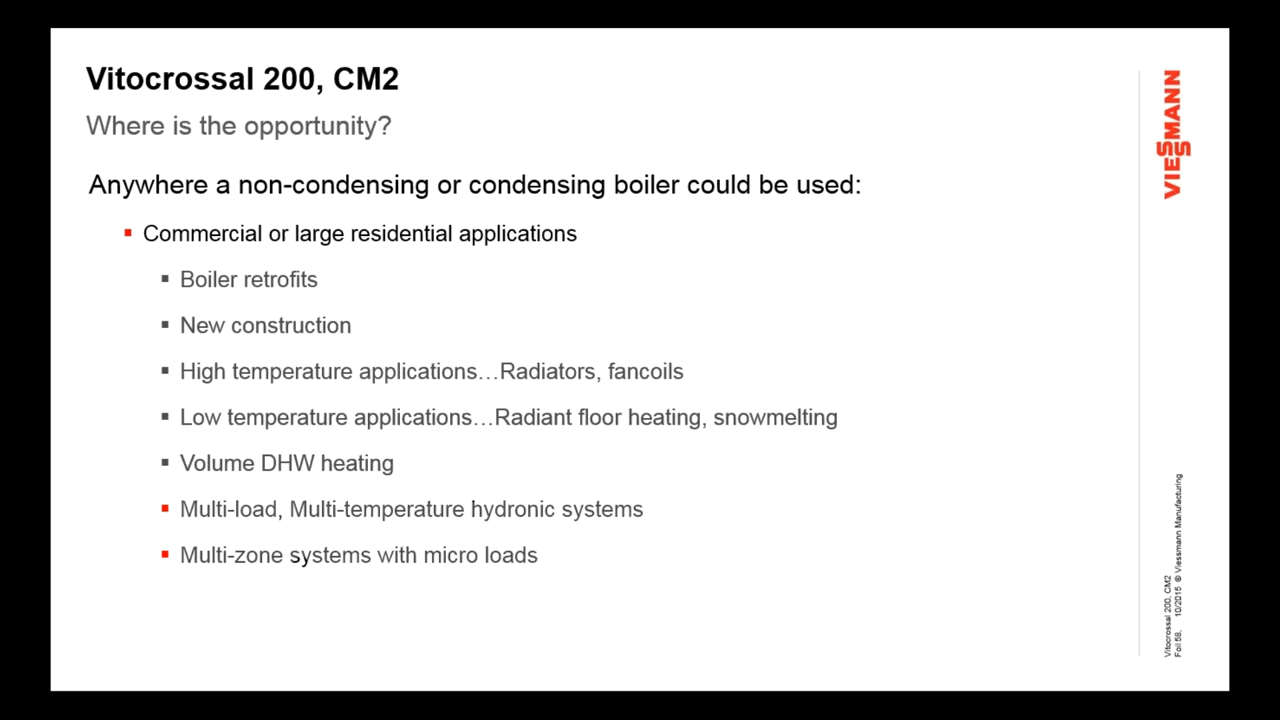 Vitocrossal 200, CM2
Where is the opportunity?
Anywhere a non-condensing or condensing boiler could be used:
Commercial or large residential applications
Boiler retrofits
New construction
High temperature applications…Radiators, fancoils
Low temperature applications…Radiant floor heating, snowmelting
Volume DHW heating
Multi-load, Multi-temperature hydronic systems
Multi-zone systems with micro loads
VIESSMANN
Vitocrossal 200, CM2
Foil 58, 10/2015 © Viessmann Manufacturing